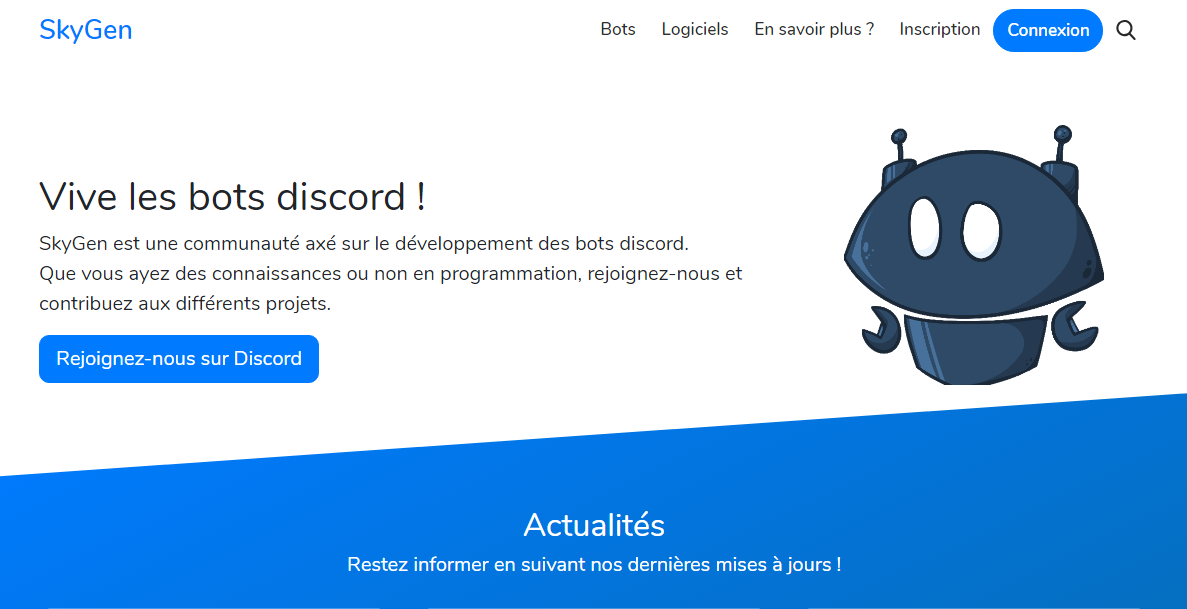 SkyGen
Bots
Logiciels
En savoir plus ?
Inscription
Connexion
Vive les bots discord !
SkyGen est une communauté axé sur le développement des bots discord.
Que vous ayez des connaissances ou non en programmation, rejoignez-nous et
contribuez aux différents projets.
Rejoignez-nous sur Discord
Actualités
Restez informer en suivant nos dernières mises à jours !